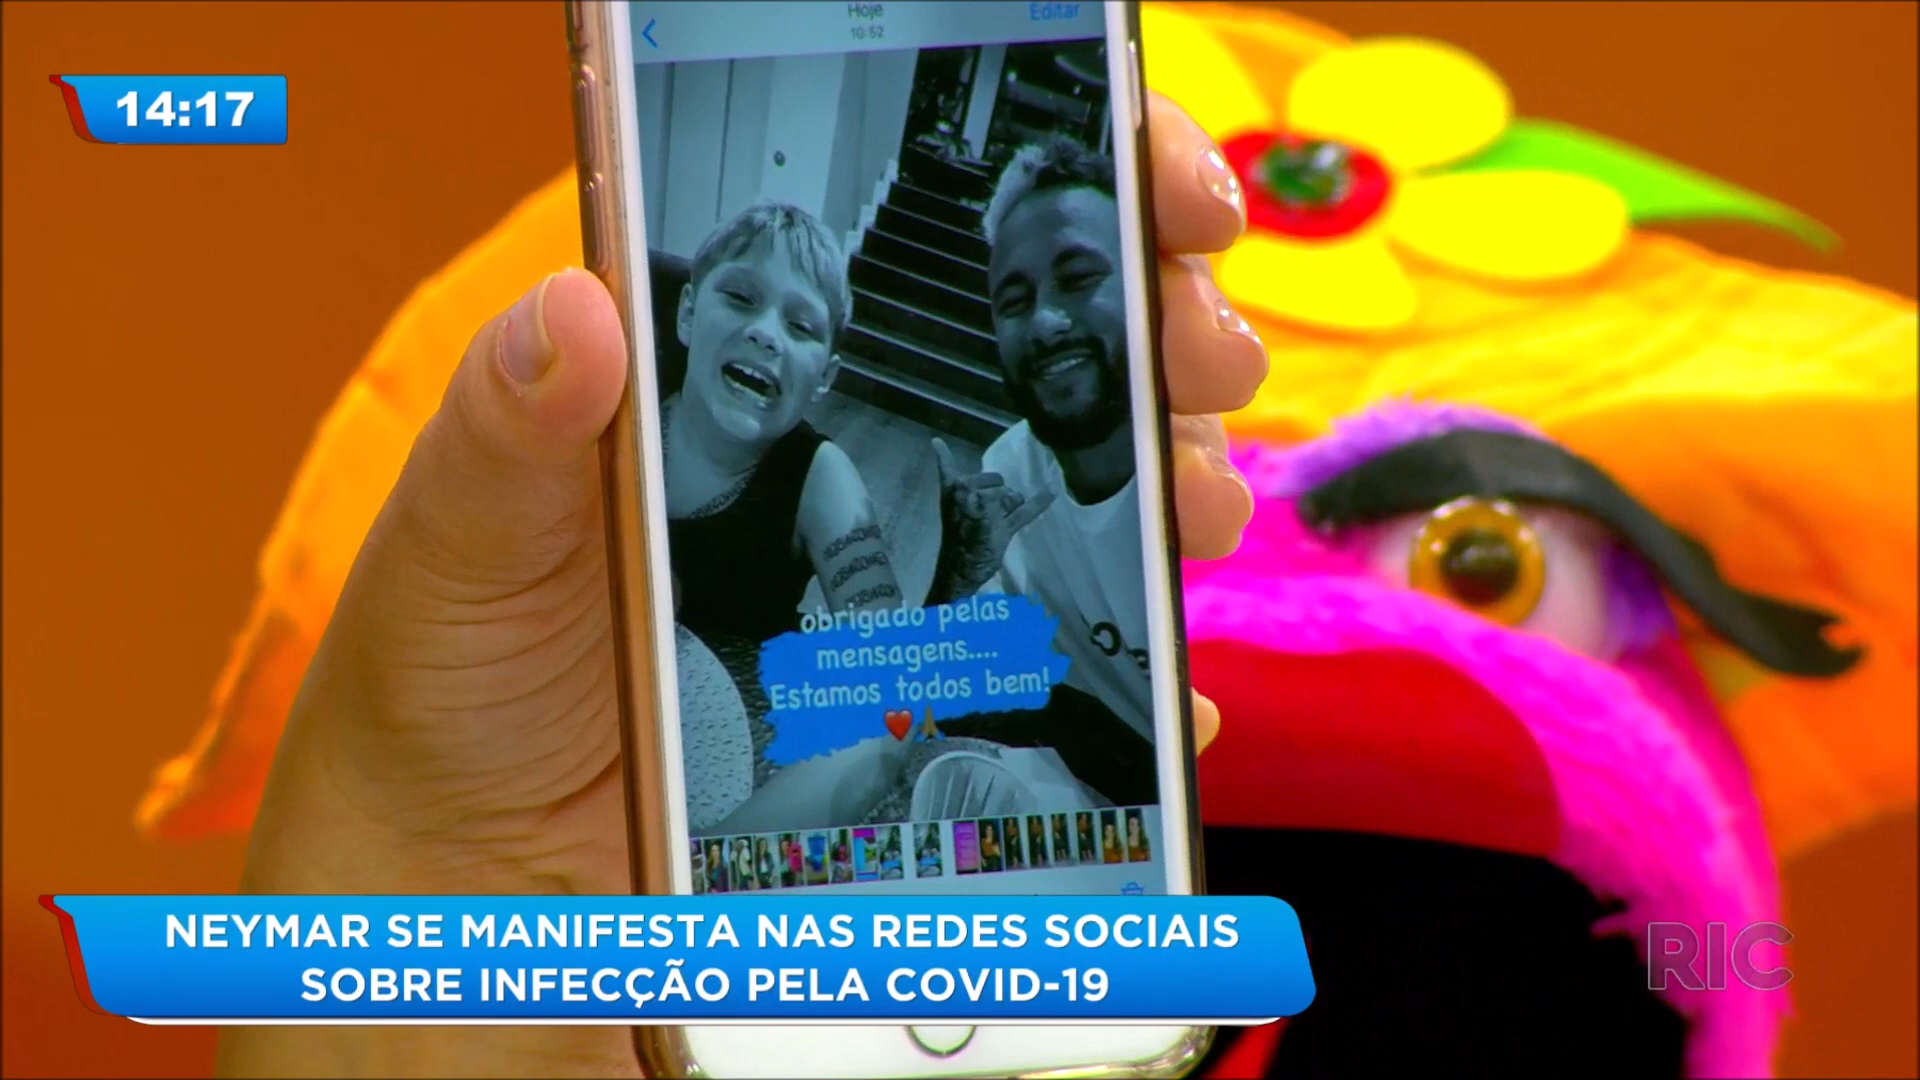 Hoje
Editar
10:52
14:17
obrigado pelas
mensagens....
Estamos todos bem!
NEYMAR SE MANIFESTA NAS REDES SOCIAIS
SOBRE INFECÇÃO PELA COVID-19
RIC